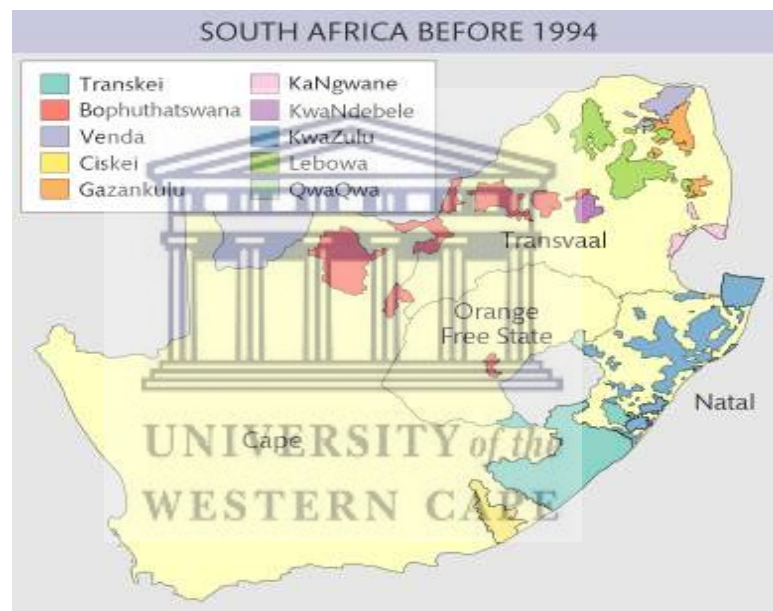 SOUTH AFRICA BEFORE 1994
Transkei
Bophuthatswana
Venda
Ciskei
Gazankulu
KaNgwane
KwaNdebele
KwaZulu
Lebowa
QwaQwa
Transvaal
Orange
Free State
Natal
Cape
UNIVERSITY of the
WESTERN CAPE